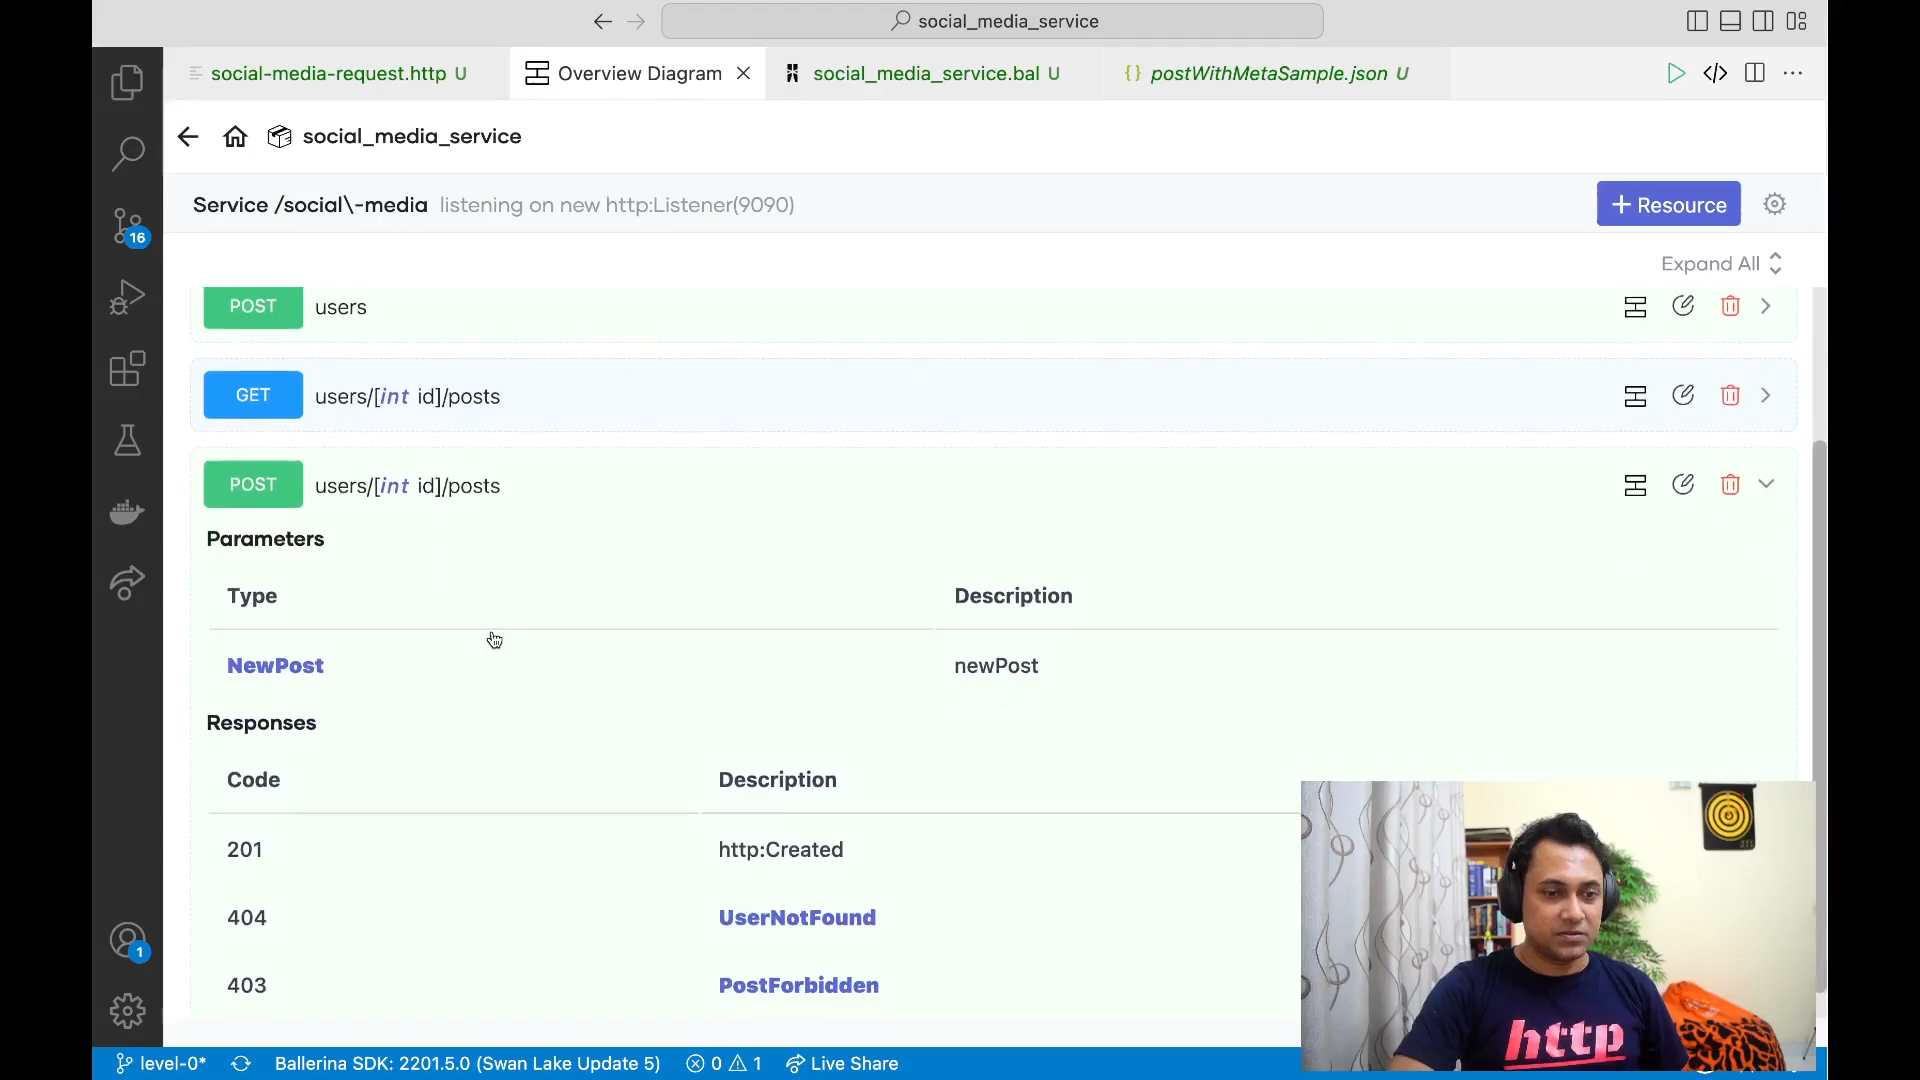 social_media_service
social-media-request.http U
Overview Diagram
social_media_service.bal U
{} postWithMetaSample.json U
social_media_service
Service /social\-media listening on new http:Listener(9090)
+ Resource
Expand All
POST users
GET users/[int id]/posts
POST users/[int id]/posts
Parameters
Type Description
NewPost newPost
Responses
Code Description
201 http:Created
404 UserNotFound
403 PostForbidden
16
1
http
level-0*
Ballerina SDK: 2201.5.0 (Swan Lake Update 5)
0 1
Live Share